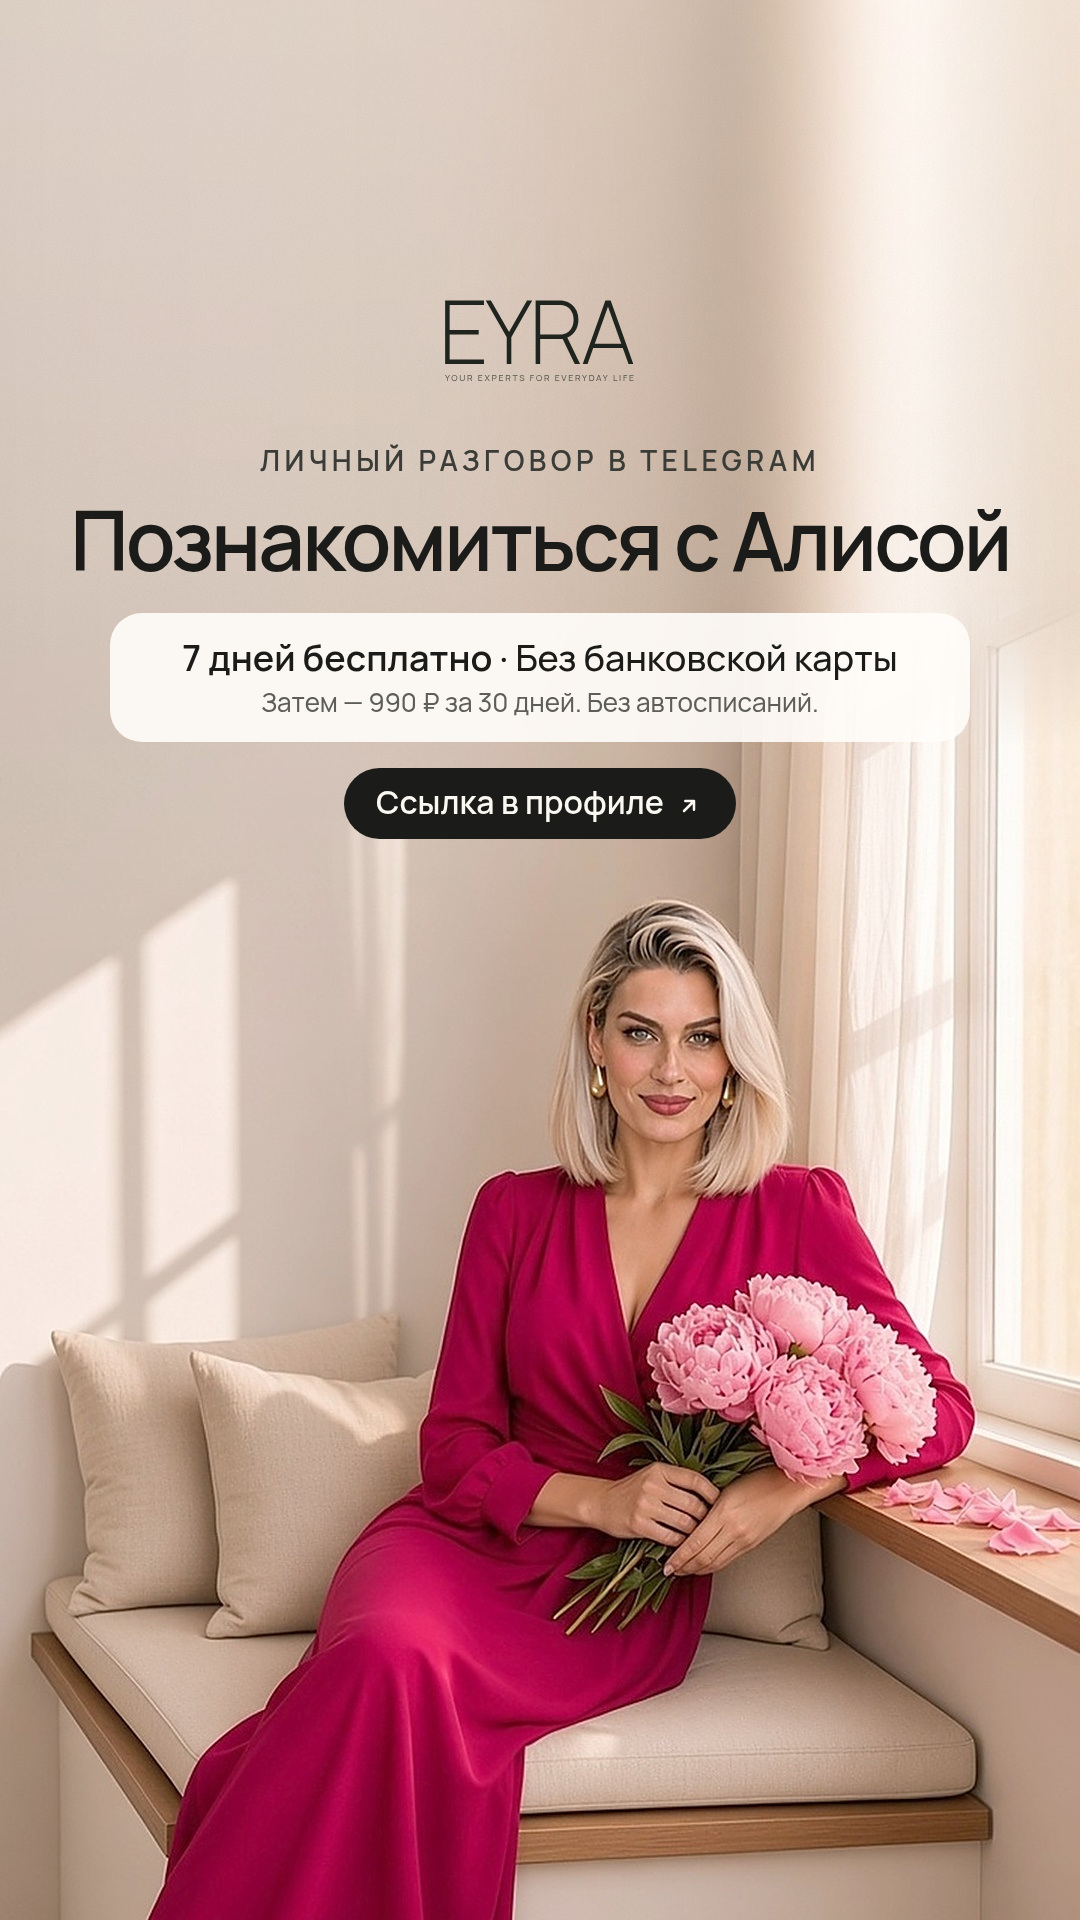 EYRA
YOUR EXPERTS FOR EVERYDAY LIFE
ЛИЧНЫЙ РАЗГОВОР В TELEGRAM
Познакомиться с Алисой
7 дней бесплатно · Без банковской карты
Затем — 990 ₽ за 30 дней. Без автосписаний.
Ссылка в профиле ↗